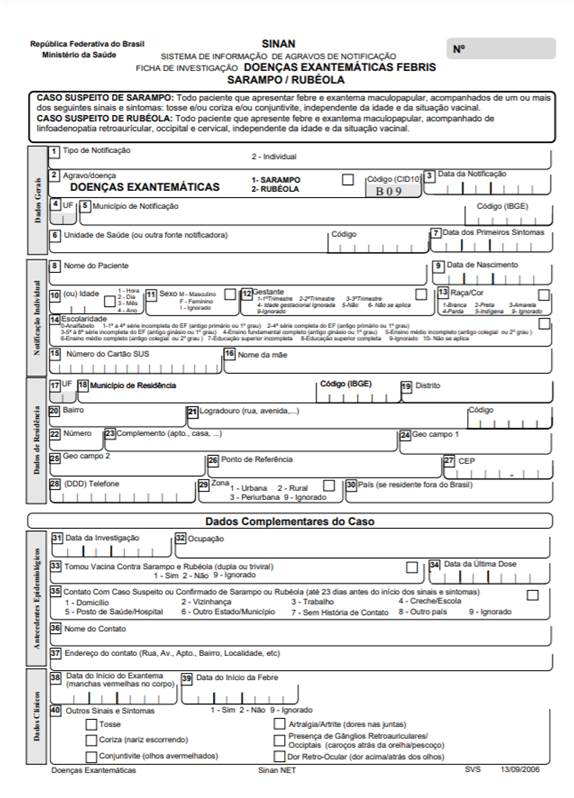 República Federativa do Brasil
Ministério da Saúde
SINAN
SISTEMA DE INFORMAÇÃO DE AGRAVOS DE NOTIFICAÇÃO
FICHA DE INVESTIGAÇÃO DOENÇAS EXANTEMÁTICAS FEBRIS
SARAMPO / RUBÉOLA
Nº
CASO SUSPEITO DE SARAMPO: Todo paciente que apresentar febre e exantema maculopapular, acompanhados de um ou mais
dos seguintes sinais e sintomas: tosse e/ou coriza e/ou conjuntivite, independente da idade e da situação vacinal.
CASO SUSPEITO DE RUBÉOLA: Todo paciente que apresente febre e exantema maculopapular, acompanhado de
linfoadenopatia retroauricular, occipital e cervical, independente da idade e da situação vacinal.
Dados Gerais
1 Tipo de Notificação
2 - Individual
2 Agravo/doença
DOENÇAS EXANTEMÁTICAS
1- SARAMPO
2- RUBÉOLA
Código (CID10)
B 0 9
3 Data da Notificação
4 UF
5 Município de Notificação
Código (IBGE)
6 Unidade de Saúde (ou outra fonte notificadora)
Código
7 Data dos Primeiros Sintomas
Notificação Individual
8 Nome do Paciente
9 Data de Nascimento
10 (ou) Idade
1 - Hora
2 - Dia
3 - Mês
4 - Ano
11 Sexo M - Masculino
F - Feminino
I - Ignorado
12 Gestante
1-1ºTrimestre 2-2ºTrimestre 3-3ºTrimestre
4- Idade gestacional Ignorada 5-Não 6- Não se aplica
9-Ignorado
13 Raça/Cor
1-Branca 2-Preta 3-Amarela
4-Parda 5-Indígena 9- Ignorado
14 Escolaridade
0-Analfabeto 1-1ª a 4ª série incompleta do EF (antigo primário ou 1º grau) 2-4ª série completa do EF (antigo primário ou 1º grau)
3-5ª à 8ª série incompleta do EF (antigo ginásio ou 1º grau) 4-Ensino fundamental completo (antigo ginásio ou 1º grau) 5-Ensino médio incompleto (antigo colegial ou 2º grau )
6-Ensino médio completo (antigo colegial ou 2º grau ) 7-Educação superior incompleta 8-Educação superior completa 9-Ignorado 10- Não se aplica
15 Número do Cartão SUS
16 Nome da mãe
Dados de Residência
17 UF
18 Município de Residência
Código (IBGE)
19 Distrito
20 Bairro
21 Logradouro (rua, avenida,...)
Código
22 Número
23 Complemento (apto., casa, ...)
24 Geo campo 1
25 Geo campo 2
26 Ponto de Referência
27 CEP
-
28 (DDD) Telefone
29 Zona
1 - Urbana 2 - Rural
3 - Periurbana 9 - Ignorado
30 País (se residente fora do Brasil)
Dados Complementares do Caso
Antecedentes Epidemiológicos
31 Data da Investigação
32 Ocupação
33 Tomou Vacina Contra Sarampo e Rubéola (dupla ou triviral)
1 - Sim 2 - Não 9 - Ignorado
34 Data da Última Dose
35 Contato Com Caso Suspeito ou Confirmado de Sarampo ou Rubéola (até 23 dias antes do início dos sinais e sintomas)
1 - Domicílio 2 - Vizinhança 3 - Trabalho 4 - Creche/Escola
5 - Posto de Saúde/Hospital 6 - Outro Estado/Município 7 - Sem História de Contato 8 - Outro país 9 - Ignorado
36 Nome do Contato
37 Endereço do contato (Rua, Av., Apto., Bairro, Localidade, etc)
Dados Clínicos
38 Data do Início do Exantema
(manchas vermelhas no corpo)
39 Data do Início da Febre
40 Outros Sinais e Sintomas
1 - Sim 2 - Não 9 - Ignorado
Tosse
Artralgia/Artrite (dores nas juntas)
Coriza (nariz escorrendo)
Presença de Gânglios Retroauriculares/
Occiptais (caroços atrás da orelha/pescoço)
Conjuntivite (olhos avermelhados)
Dor Retro-Ocular (dor acima/atrás dos olhos)
Doenças Exantemáticas
Sinan NET
SVS
13/09/2006